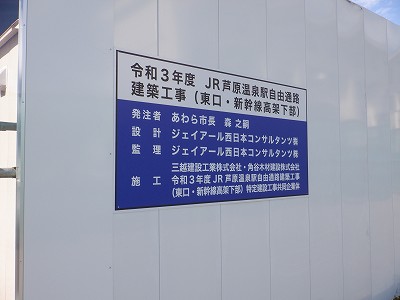 令和3年度 JR芦原温泉駅自由通路
建築工事(東口・新幹線高架下部)
発注者 あわら市長 森 之嗣
設計 ジェイアール西日本コンサルタンツ㈱
監理 ジェイアール西日本コンサルタンツ㈱
三越建設工業株式会社・角谷木材建設株式会社
施工 令和3年度JR芦原温泉駅自由通路建築工事
(東口・新幹線高架下部)特定建設工事共同企業体